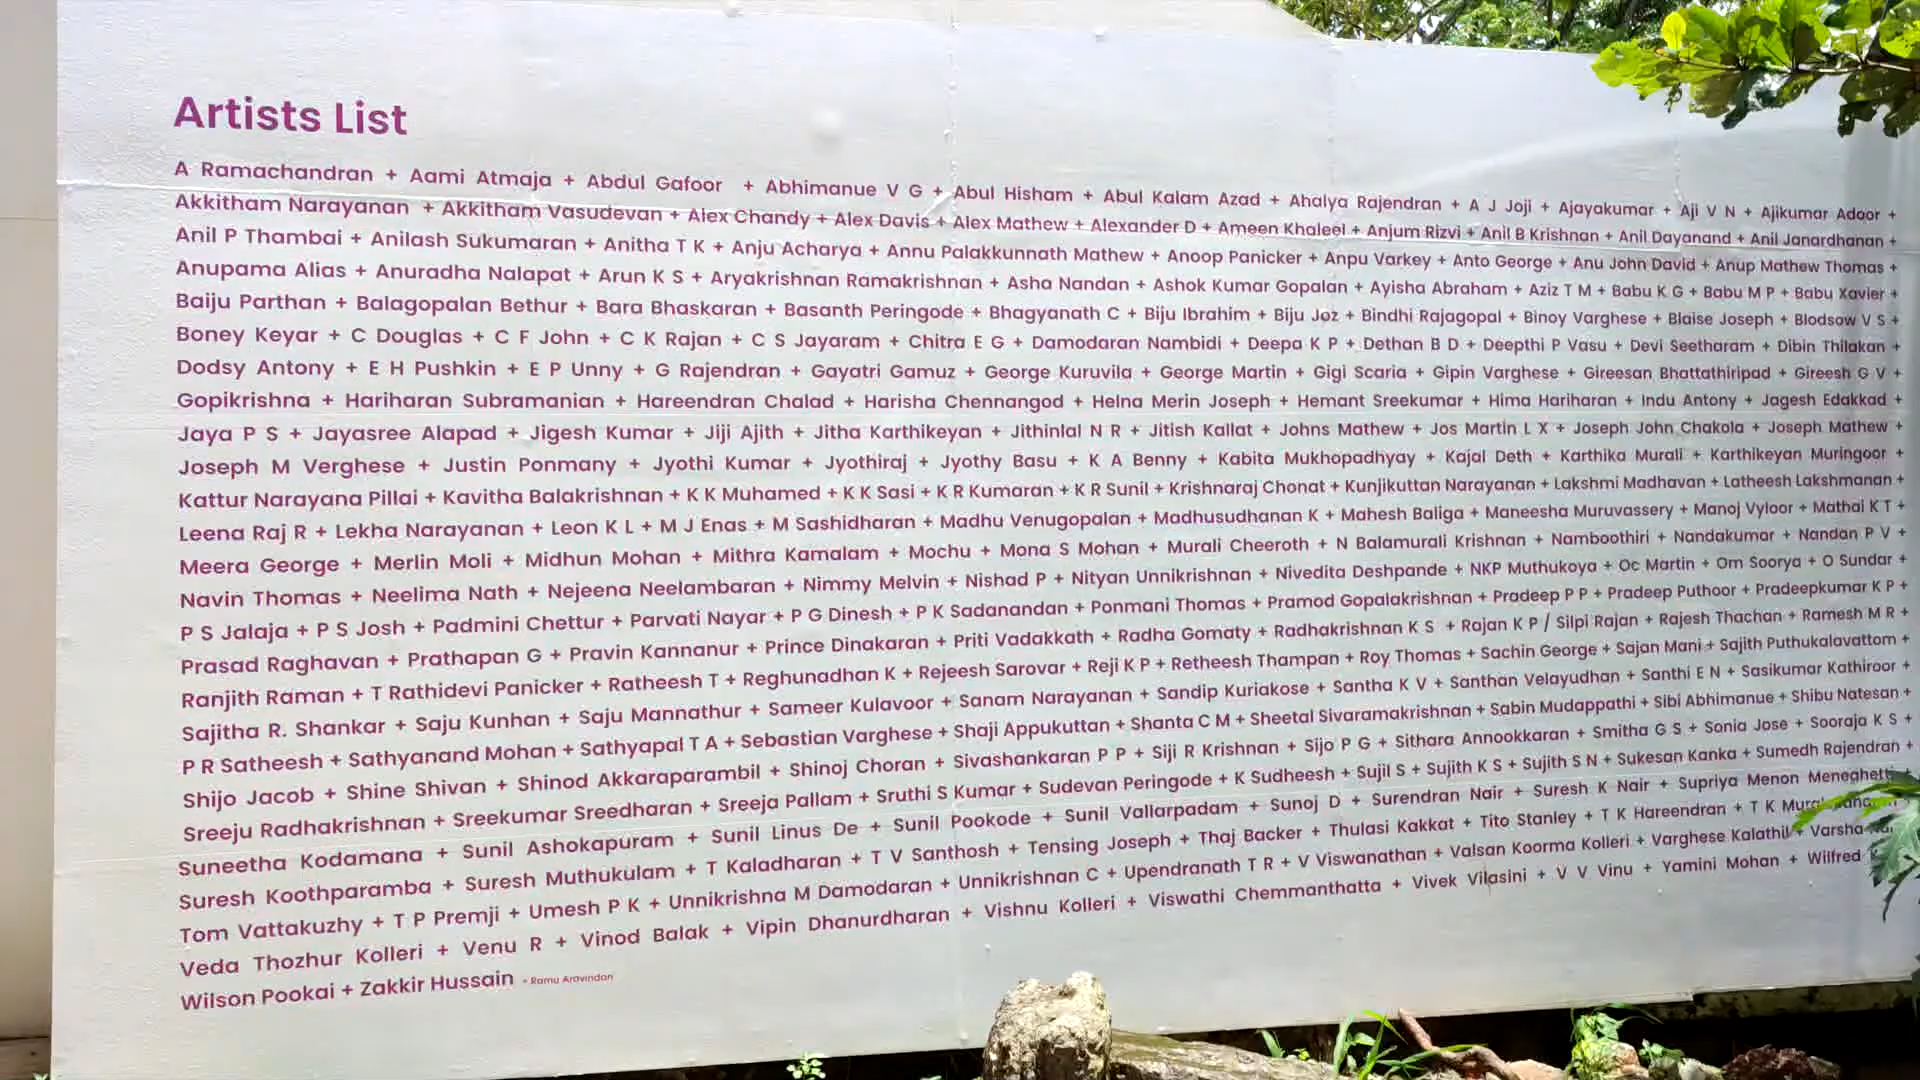 Artists List
A Ramachandran + Aami Atmaja + Abdul Gafoor + Abhimanue V G + Abul Hisham + Abul Kalam Azad + Ahalya Rajendran + A J Joji + Ajayakumar + Aji V N + Ajikumar Adoor +
Akkitham Narayanan + Akkitham Vasudevan + Alex Chandy + Alex Davis + Alex Mathew + Alexander D + Ameen Khaleel + Anjum Rizvi + Anil B Krishnan + Anil Dayanand + Anil Janardhanan +
Anil P Thambai + Anilash Sukumaran + Anitha T K + Anju Acharya + Annu Palakkunnath Mathew + Anoop Panicker + Anpu Varkey + Anto George + Anu John David + Anup Mathew Thomas +
Anupama Alias + Anuradha Nalapat + Arun K S + Aryakrishnan Ramakrishnan + Asha Nandan + Ashok Kumar Gopalan + Ayisha Abraham + Aziz T M + Babu K G + Babu M P + Babu Xavier +
Baiju Parthan + Balagopalan Bethur + Bara Bhaskaran + Basanth Peringode + Bhagyanath C + Biju Ibrahim + Biju Joz + Bindhi Rajagopal + Binoy Varghese + Blaise Joseph + Blodsow V S +
Boney Keyar + C Douglas + C F John + C K Rajan + C S Jayaram + Chitra E G + Damodaran Nambidi + Deepa K P + Dethan B D + Deepthi P Vasu + Devi Seetharam + Dibin Thilakan +
Dodsy Antony + E H Pushkin + E P Unny + G Rajendran + Gayatri Gamuz + George Kuruvila + George Martin + Gigi Scaria + Gipin Varghese + Gireesan Bhattathiripad + Gireesh G V +
Gopikrishna + Hariharan Subramanian + Hareendran Chalad + Harisha Chennangod + Helna Merin Joseph + Hemant Sreekumar + Hima Hariharan + Indu Antony + Jagesh Edakkad +
Jaya P S + Jayasree Alapad + Jigesh Kumar + Jiji Ajith + Jitha Karthikeyan + Jithinlal N R + Jitish Kallat + Johns Mathew + Jos Martin L X + Joseph John Chakola + Joseph Mathew +
Joseph M Verghese + Justin Ponmany + Jyothi Kumar + Jyothiraj + Jyothy Basu + K A Benny + Kabita Mukhopadhyay + Kajal Deth + Karthika Murali + Karthikeyan Muringoor +
Kattur Narayana Pillai + Kavitha Balakrishnan + K K Muhamed + K K Sasi + K R Kumaran + K R Sunil + Krishnaraj Chonat + Kunjikuttan Narayanan + Lakshmi Madhavan + Latheesh Lakshmanan +
Leena Raj R + Lekha Narayanan + Leon K L + M J Enas + M Sashidharan + Madhu Venugopalan + Madhusudhanan K + Mahesh Baliga + Maneesha Muruvassery + Manoj Vyloor + Mathai K T +
Meera George + Merlin Moli + Midhun Mohan + Mithra Kamalam + Mochu + Mona S Mohan + Murali Cheeroth + N Balamurali Krishnan + Namboothiri + Nandakumar + Nandan P V +
Navin Thomas + Neelima Nath + Nejeena Neelambaran + Nimmy Melvin + Nishad P + Nityan Unnikrishnan + Nivedita Deshpande + NKP Muthukoya + Oc Martin + Om Soorya + O Sundar +
P S Jalaja + P S Josh + Padmini Chettur + Parvati Nayar + P G Dinesh + P K Sadanandan + Ponmani Thomas + Pramod Gopalakrishnan + Pradeep P P + Pradeep Puthoor + Pradeepkumar K P +
Prasad Raghavan + Prathapan G + Pravin Kannanur + Prince Dinakaran + Priti Vadakkath + Radha Gomaty + Radhakrishnan K S + Rajan K P / Silpi Rajan + Rajesh Thachan + Ramesh M R +
Ranjith Raman + T Rathidevi Panicker + Ratheesh T + Reghunadhan K + Rejeesh Sarovar + Reji K P + Retheesh Thampan + Roy Thomas + Sachin George + Sajan Mani + Sajith Puthukalavattom +
Sajitha R. Shankar + Saju Kunhan + Saju Mannathur + Sameer Kulavoor + Sanam Narayanan + Sandip Kuriakose + Santha K V + Santhan Velayudhan + Santhi E N + Sasikumar Kathiroor +
P R Satheesh + Sathyanand Mohan + Sathyapal T A + Sebastian Varghese + Shaji Appukuttan + Shanta C M + Sheetal Sivaramakrishnan + Sabin Mudappathi + Sibi Abhimanue + Shibu Natesan +
Shijo Jacob + Shine Shivan + Shinod Akkaraparambil + Shinoj Choran + Sivashankaran P P + Siji R Krishnan + Sijo P G + Sithara Annookkaran + Smitha G S + Sonia Jose + Sooraja K S +
Sreeju Radhakrishnan + Sreekumar Sreedharan + Sreeja Pallam + Sruthi S Kumar + Sudevan Peringode + K Sudheesh + Sujil S + Sujith K S + Sujith S N + Sukesan Kanka + Sumedh Rajendran +
Suneetha Kodamana + Sunil Ashokapuram + Sunil Linus De + Sunil Pookode + Sunil Vallarpadam + Sunoj D + Surendran Nair + Suresh K Nair + Supriya Menon Meneghetti
Suresh Koothparamba + Suresh Muthukulam + T Kaladharan + T V Santhosh + Tensing Joseph + Thaj Backer + Thulasi Kakkat + Tito Stanley + T K Hareendran + T K
Tom Vattakuzhy + T P Premji + Umesh P K + Unnikrishna M Damodaran + Unnikrishnan C + Upendranath T R + V Viswanathan + Valsan Koorma Kolleri + Varghese Kalathil + Varsha
Veda Thozhur Kolleri + Venu R + Vinod Balak + Vipin Dhanurdharan + Vishnu Kolleri + Viswathi Chemmanthatta + Vivek Vilasini + V V Vinu + Yamini Mohan + Wilfred
Wilson Pookai + Zakkir Hussain + Ramu Aravindan